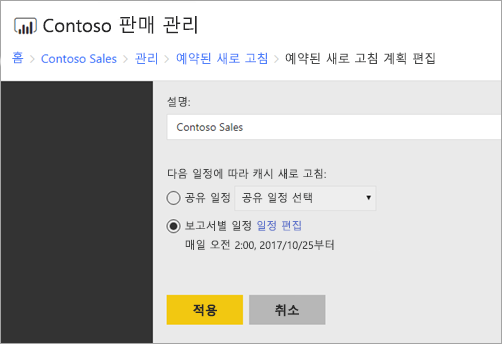 Contoso 판매 관리
홈 > Contoso Sales > 관리 > 예약된 새로 고침 > 예약된 새로 고침 계획 편집
설명:
Contoso Sales
다음 일정에 따라 캐시 새로 고침:
공유 일정 공유 일정 선택
보고서별 일정 일정 편집
매일 오전 2:00, 2017/10/25부터
적용 취소